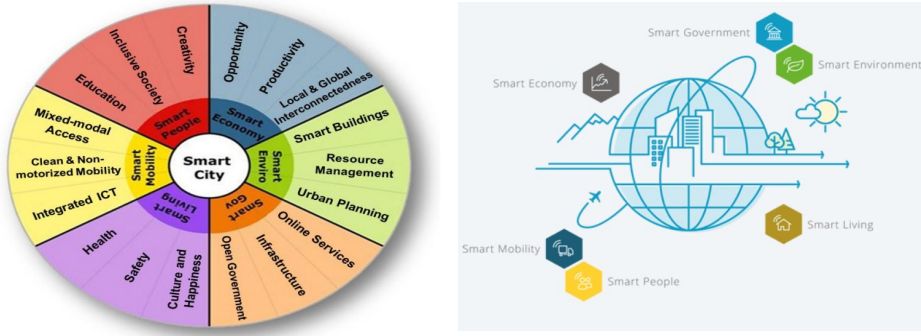 Creativity
Inclusive Society
Education
Smart
People
Opportunity
Productivity
Local & Global
Interconnectedness
Smart
Economy
Smart Buildings
Resource
Management
Urban Planning
Smart
Enviro
Online Services
Infrastructure
Open Government
Smart
Gov
Culture and
Happiness
Safety
Health
Smart
Living
Integrated ICT
Clean & Non-
motorized Mobility
Mixed-modal
Access
Smart
Mobility
Smart
City
Smart Government
Smart Environment
Smart Economy
Smart Living
Smart Mobility
Smart People